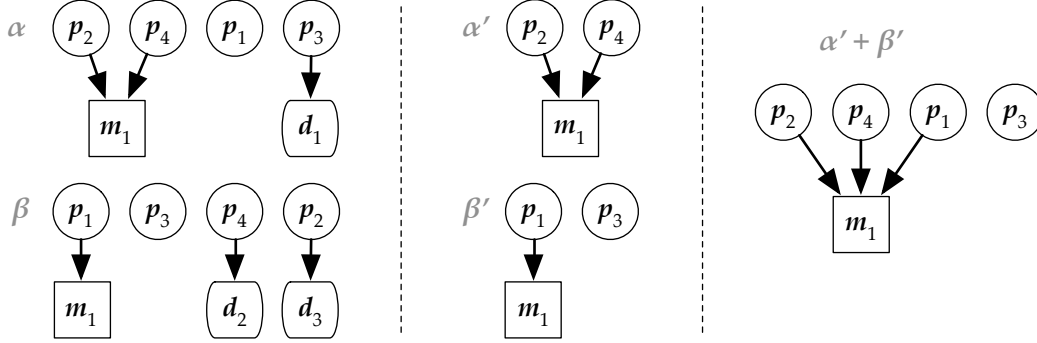 α p₂ p₄ p₁ p₃
m₁ d₁
β p₁ p₃ p₄ p₂
m₁ d₂ d₃
α′ p₂ p₄
m₁
β′ p₁ p₃
m₁
α′ + β′
p₂ p₄ p₁ p₃
m₁